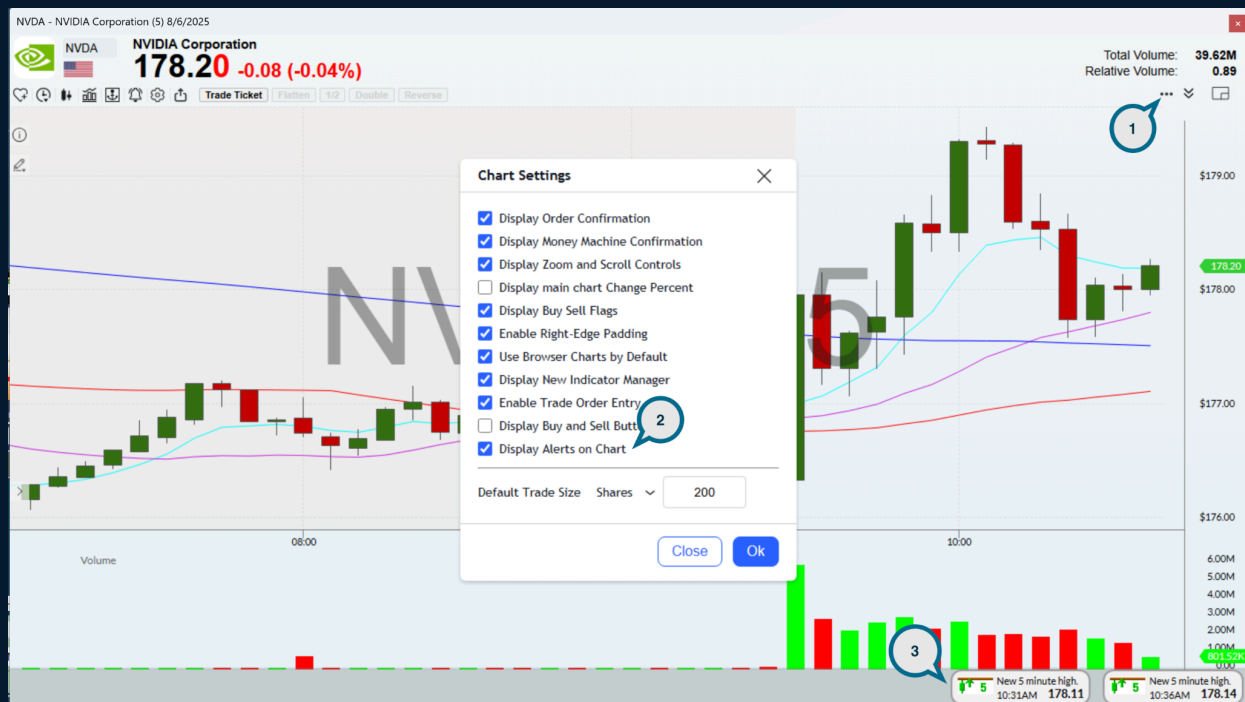 NVDA - NVIDIA Corporation (5) 8/6/2025
NVDA
NVIDIA Corporation
178.20 -0.08 (-0.04%)
Total Volume: 39.62M
Relative Volume: 0.89
Trade Ticket Flatten 1/2 Double Reverse
1
$179.00
178.20
$178.00
$177.00
$176.00
Chart Settings
Display Order Confirmation
Display Money Machine Confirmation
Display Zoom and Scroll Controls
Display main chart Change Percent
Display Buy Sell Flags
Enable Right-Edge Padding
Use Browser Charts by Default
Display New Indicator Manager
Enable Trade Order Entry
Display Buy and Sell Butt
2
Display Alerts on Chart
Default Trade Size Shares 200
Close Ok
NV
5
08:00
10:00
Volume
6.00M
5.00M
4.00M
3.00M
2.00M
1.00M
801.52K
0.00
3
5 New 5 minute high.
10:31AM 178.11
5 New 5 minute high.
10:36AM 178.14